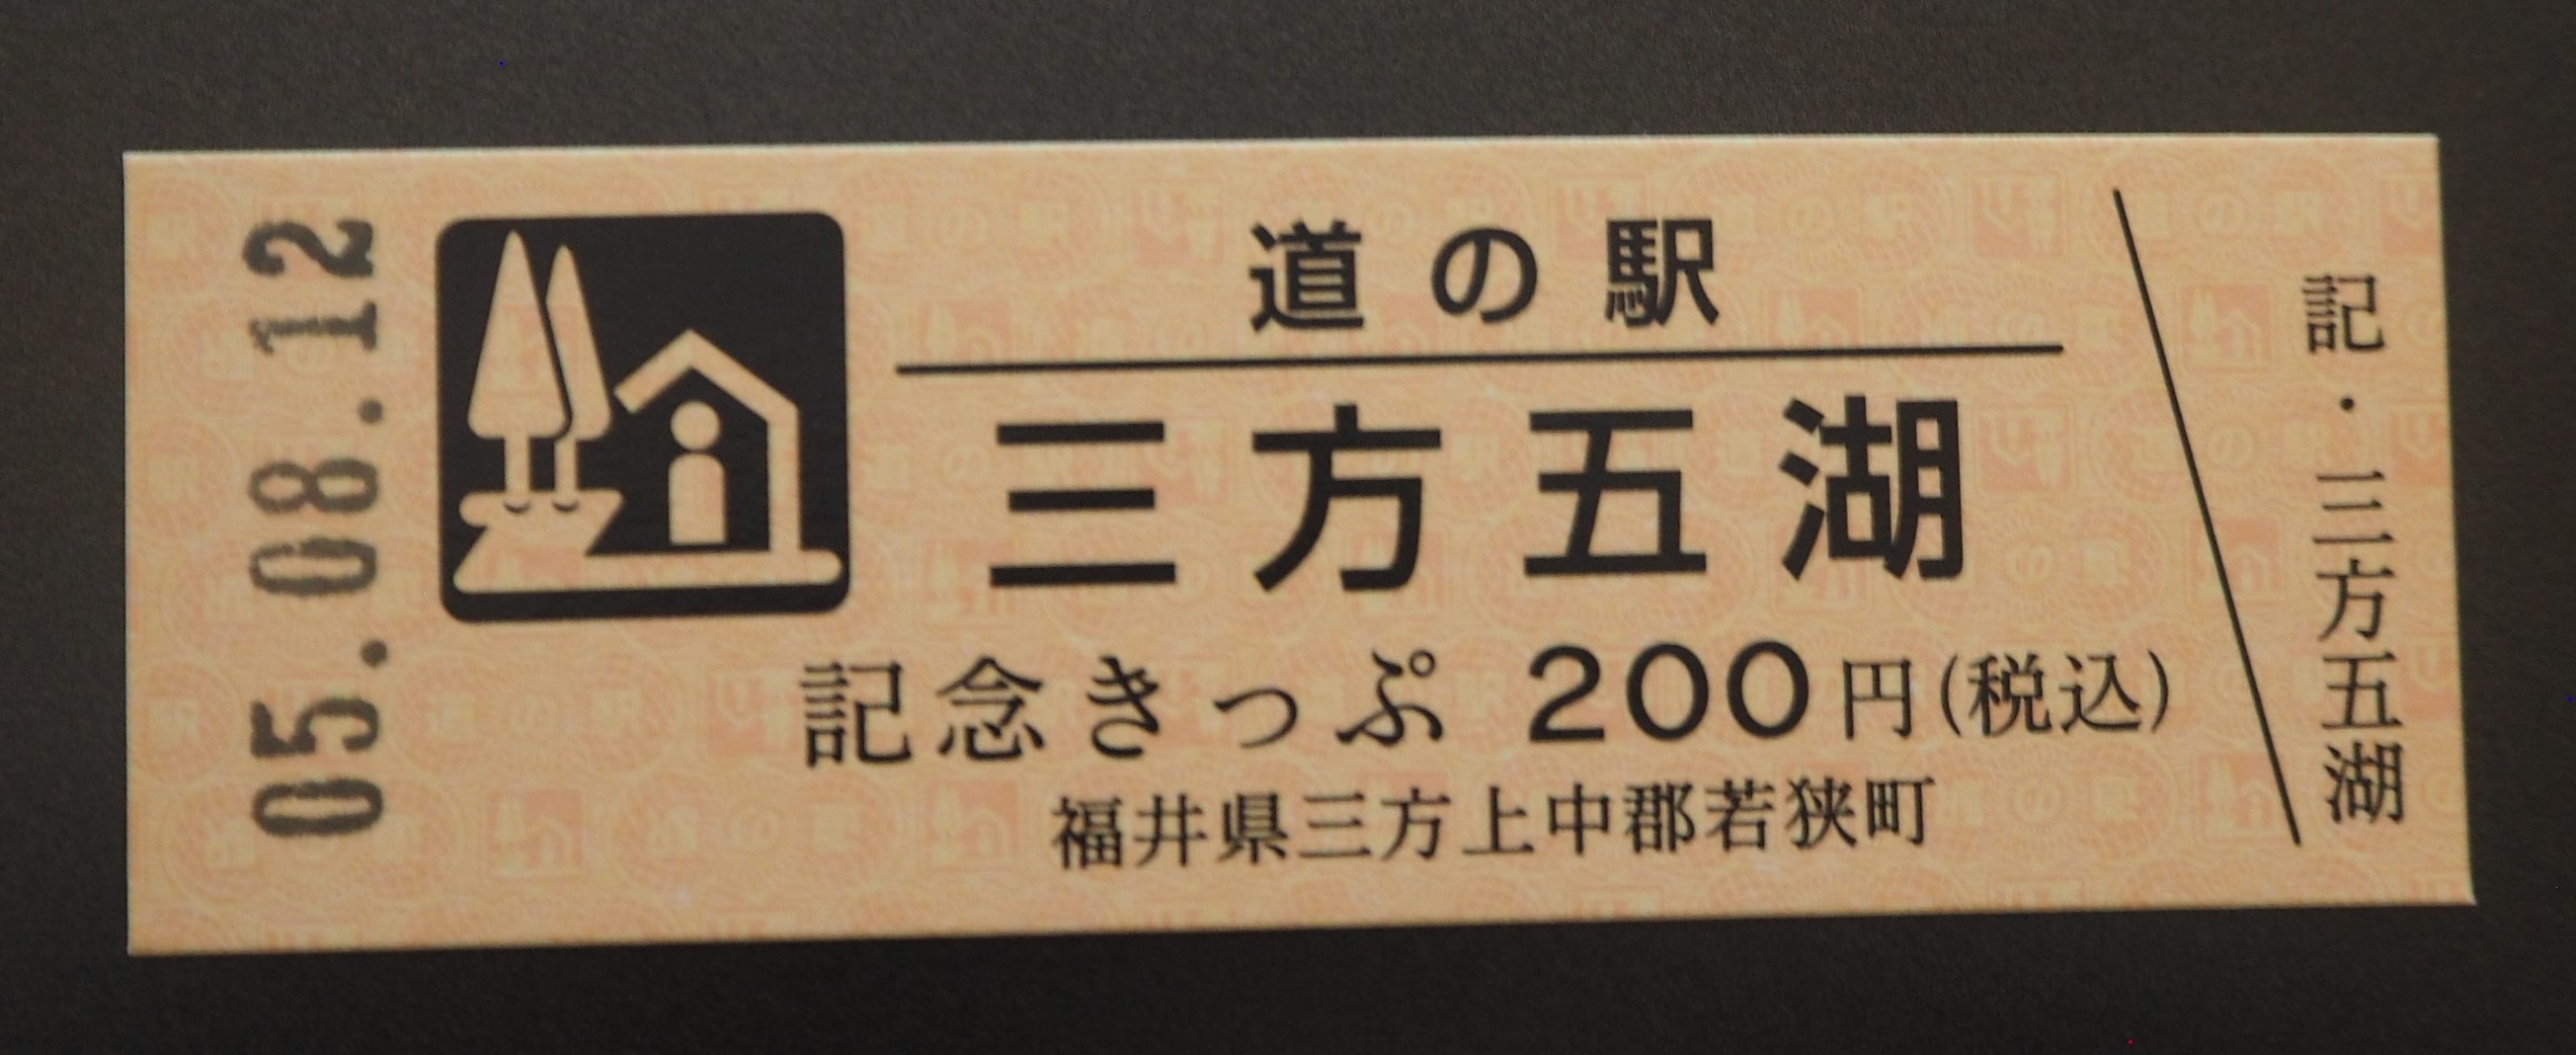 05.08.12
道の駅
三方五湖
記念きっぷ 200円(税込)
福井県三方上中郡若狭町
記・三方五湖